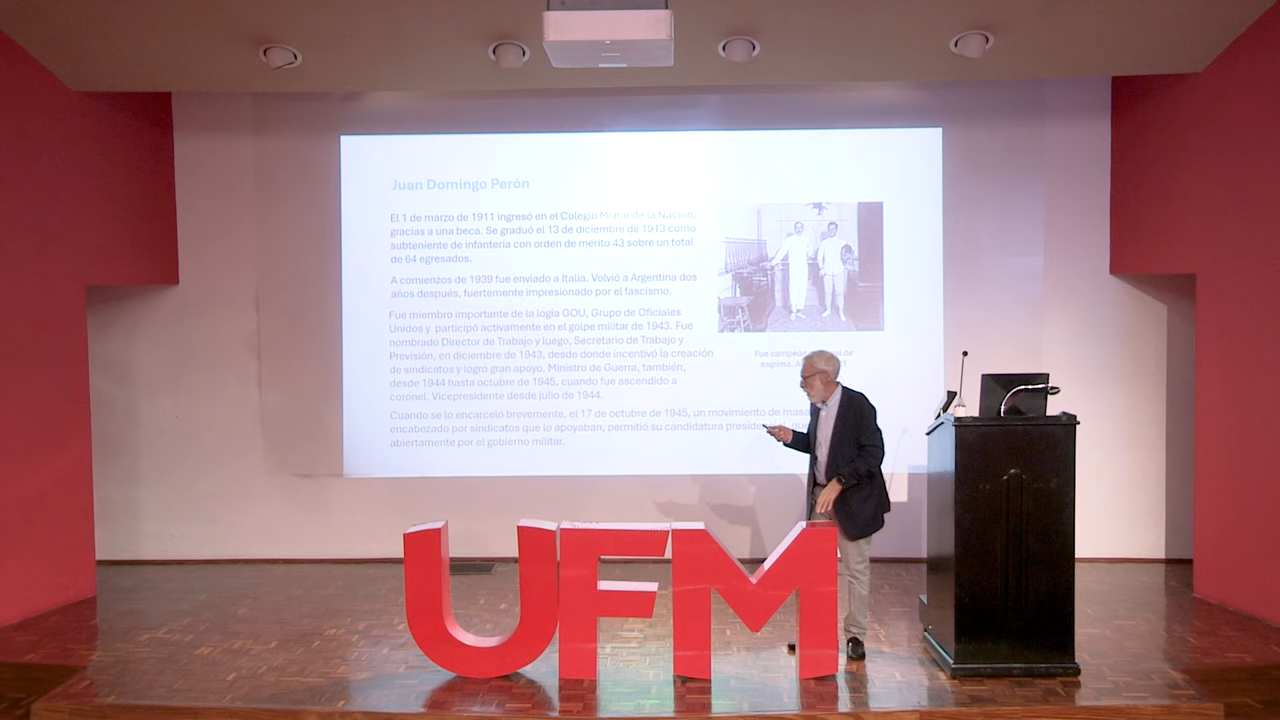 Juan Domingo Perón
El 1 de marzo de 1911 ingresó en el Colegio Militar de la Nación,
gracias a una beca. Se graduó el 13 de diciembre de 1913 como
subteniente de infantería con orden de mérito 43 sobre un total
de 64 egresados.
A comienzos de 1939 fue enviado a Italia. Volvió a Argentina dos
años después, fuertemente impresionado por el fascismo.
Fue miembro importante de la logia GOU, Grupo de Oficiales
Unidos y participó activamente en el golpe militar de 1943. Fue
nombrado Director de Trabajo y luego, Secretario de Trabajo y
Previsión, en diciembre de 1943, desde donde incentivó la creación
de sindicatos y logró gran apoyo. Ministro de Guerra, también,
desde 1944 hasta octubre de 1945, cuando fue ascendido a
coronel. Vicepresidente desde julio de 1944.
Cuando se lo encarceló brevemente, el 17 de octubre de 1945, un movimiento de
encabezado por sindicatos que lo apoyaban, permitió su candidatura
abiertamente por el gobierno militar.
Fue campeón de
esgrima.
UFM